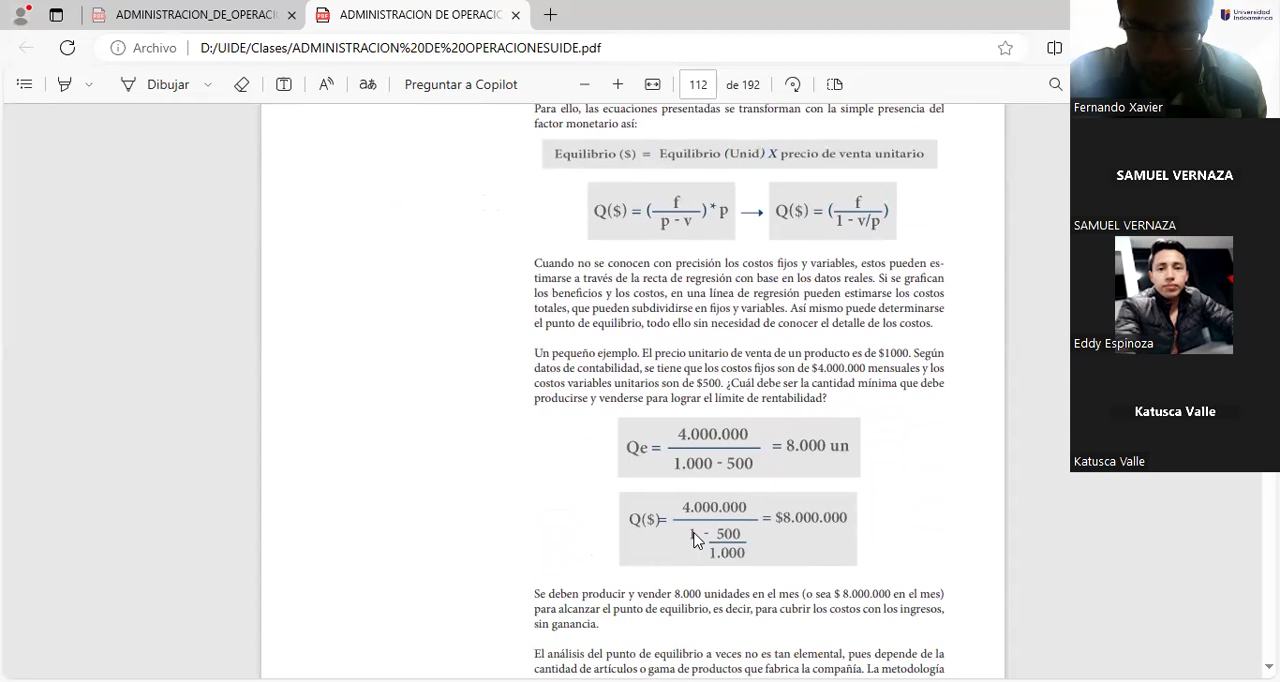 ADMINISTRACION_DE_OPERACI
ADMINISTRACION DE OPERACIC
Universidad
Indoamérica
Archivo
D:/UIDE/Clases/ADMINISTRACION%20DE%20OPERACIONESUIDE.pdf
Dibujar
Preguntar a Copilot
112 de 192
Fernando Xavier
SAMUEL VERNAZA
SAMUEL VERNAZA
Eddy Espinoza
Katusca Valle
Katusca Valle
Para ello, las ecuaciones presentadas se transforman con la simple presencia del
factor monetario así:
Equilibrio ($) = Equilibrio (Unid) X precio de venta unitario
Q($) = (f / p - v) * p → Q($) = (f / 1 - v/p)
Cuando no se conocen con precisión los costos fijos y variables, estos pueden es-
timarse a través de la recta de regresión con base en los datos reales. Si se grafican
los beneficios y los costos, en una línea de regresión pueden estimarse los costos
totales, que pueden subdividirse en fijos y variables. Así mismo puede determinarse
el punto de equilibrio, todo ello sin necesidad de conocer el detalle de los costos.
Un pequeño ejemplo. El precio unitario de venta de un producto es de $1000. Según
datos de contabilidad, se tiene que los costos fijos son de $4.000.000 mensuales y los
costos variables unitarios son de $500. ¿Cuál debe ser la cantidad mínima que debe
producirse y venderse para lograr el límite de rentabilidad?
Qe = 4.000.000 / 1.000 - 500 = 8.000 un
Q($)= 4.000.000 / 1 - 500 / 1.000 = $8.000.000
Se deben producir y vender 8.000 unidades en el mes (o sea $ 8.000.000 en el mes)
para alcanzar el punto de equilibrio, es decir, para cubrir los costos con los ingresos,
sin ganancia.
El análisis del punto de equilibrio a veces no es tan elemental, pues depende de la
cantidad de artículos o gama de productos que fabrica la compañía. La metodología